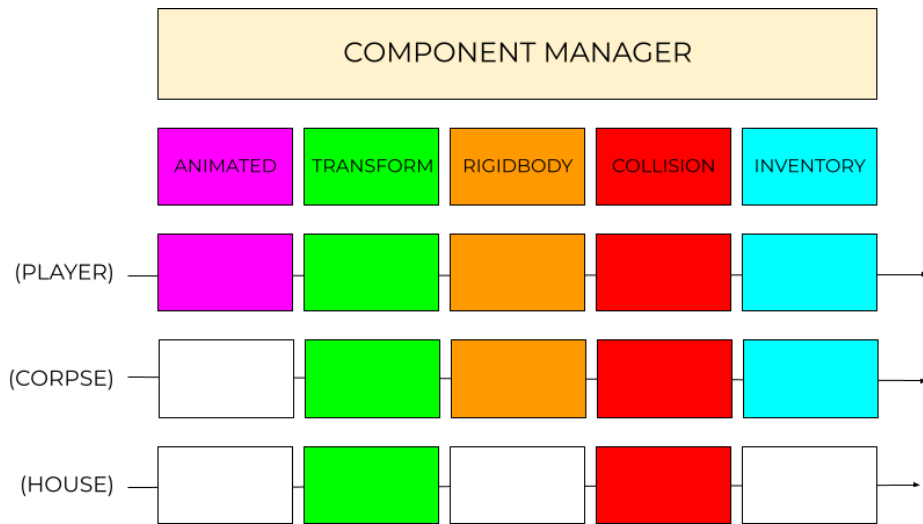 COMPONENT MANAGER
ANIMATED
TRANSFORM
RIGIDBODY
COLLISION
INVENTORY
(PLAYER)
(CORPSE)
(HOUSE)